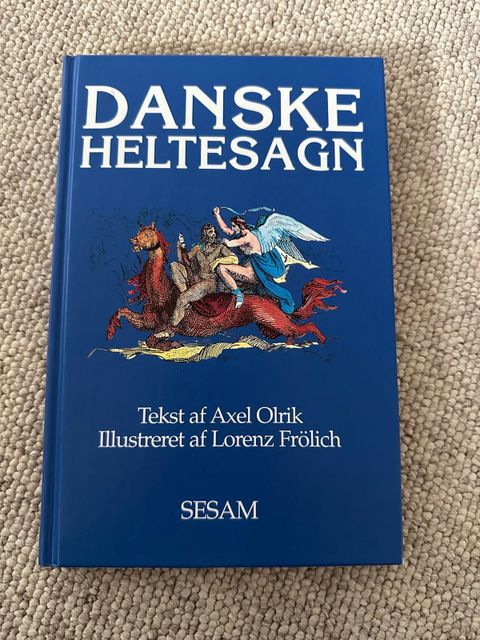 DANSKE
HELTESAGN
Tekst af Axel Olrik
Illustreret af Lorenz Frölich
SESAM